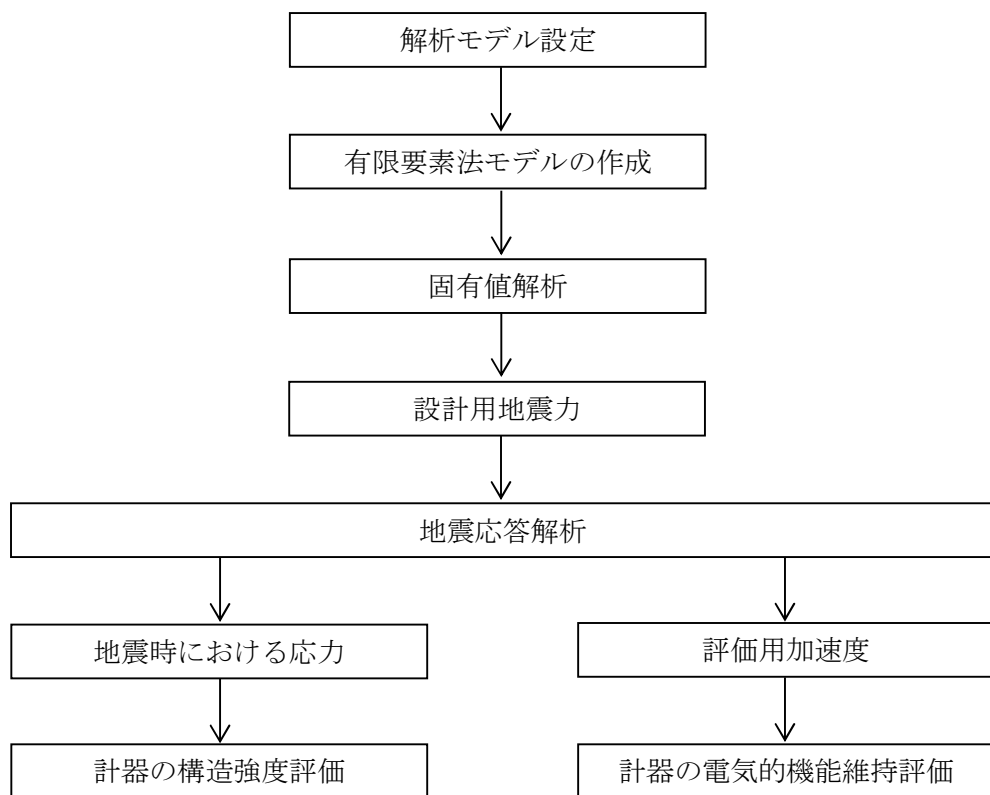 解析モデル設定
有限要素法モデルの作成
固有値解析
設計用地震力
地震応答解析
地震時における応力
評価用加速度
計器の構造強度評価
計器の電気的機能維持評価